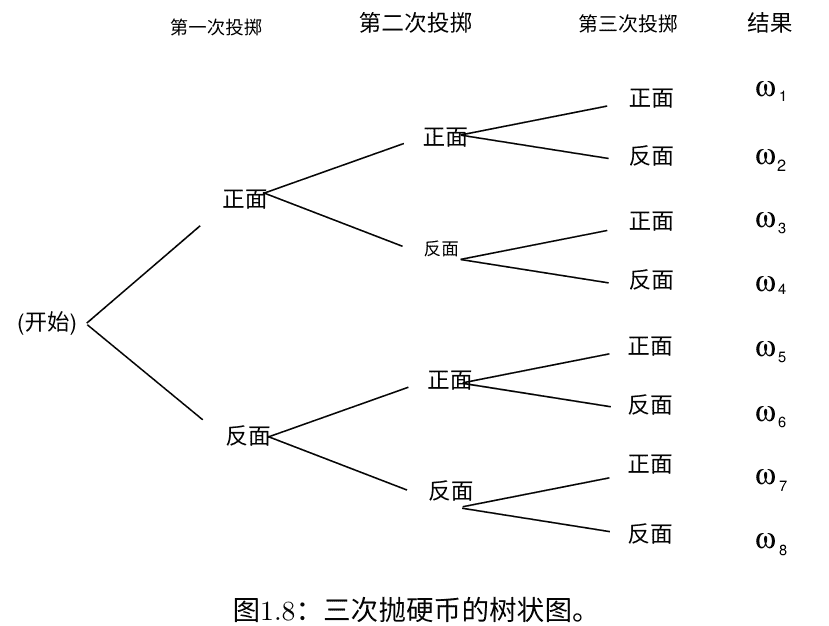 第一次投掷 第二次投掷 第三次投掷 结果
正面 ω1
正面
反面 ω2
正面
正面 ω3
反面
反面 ω4
(开始)
正面 ω5
正面
反面 ω6
反面
正面 ω7
反面
反面 ω8
图1.8：三次抛硬币的树状图。